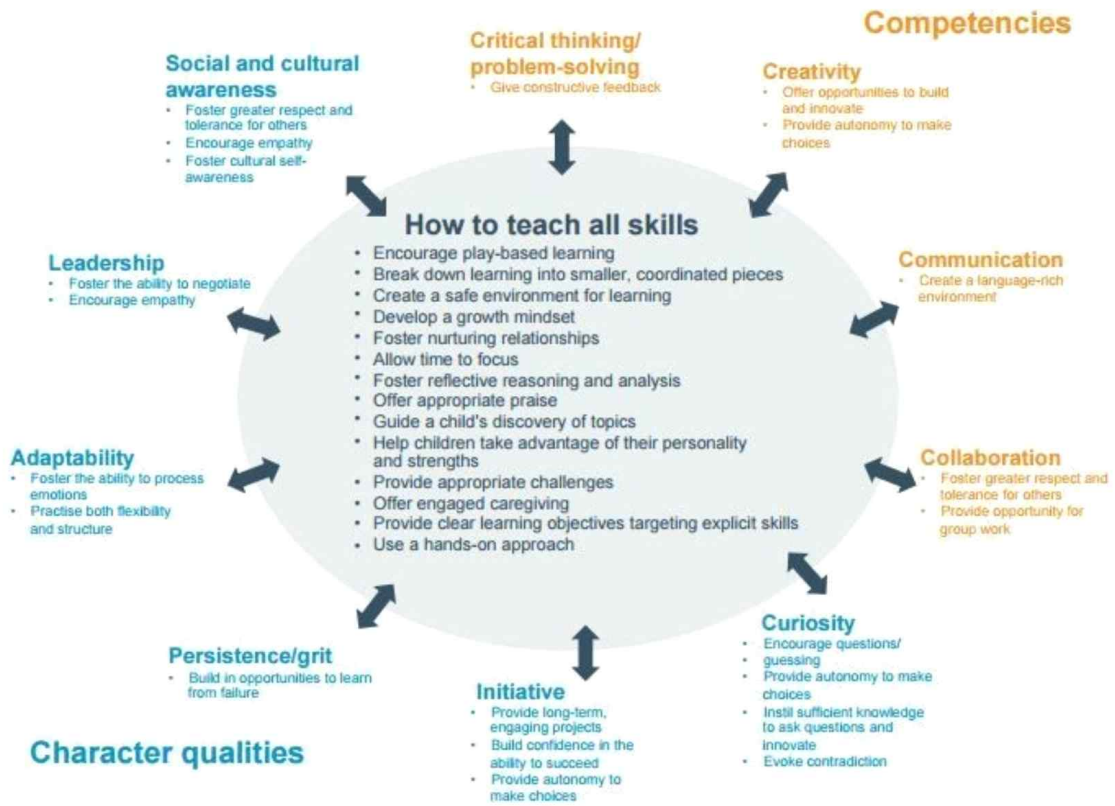 Competencies
Critical thinking/
problem-solving
• Give constructive feedback
Creativity
• Offer opportunities to build
and innovate
• Provide autonomy to make
choices
Social and cultural
awareness
• Foster greater respect and
tolerance for others
• Encourage empathy
• Foster cultural self-
awareness
How to teach all skills
• Encourage play-based learning
• Break down learning into smaller, coordinated pieces
• Create a safe environment for learning
• Develop a growth mindset
• Foster nurturing relationships
• Allow time to focus
• Foster reflective reasoning and analysis
• Offer appropriate praise
• Guide a child's discovery of topics
• Help children take advantage of their personality
and strengths
• Provide appropriate challenges
• Offer engaged caregiving
• Provide clear learning objectives targeting explicit skills
• Use a hands-on approach
Leadership
• Foster the ability to negotiate
• Encourage empathy
Communication
• Create a language-rich
environment
Adaptability
• Foster the ability to process
emotions
• Practise both flexibility
and structure
Collaboration
• Foster greater respect and
tolerance for others
• Provide opportunity for
group work
Persistence/grit
• Build in opportunities to learn
from failure
Initiative
• Provide long-term,
engaging projects
• Build confidence in the
ability to succeed
• Provide autonomy to
make choices
Curiosity
• Encourage questions/
• guessing
• Provide autonomy to make
choices
• Instil sufficient knowledge
to ask questions and
innovate
• Evoke contradiction
Character qualities